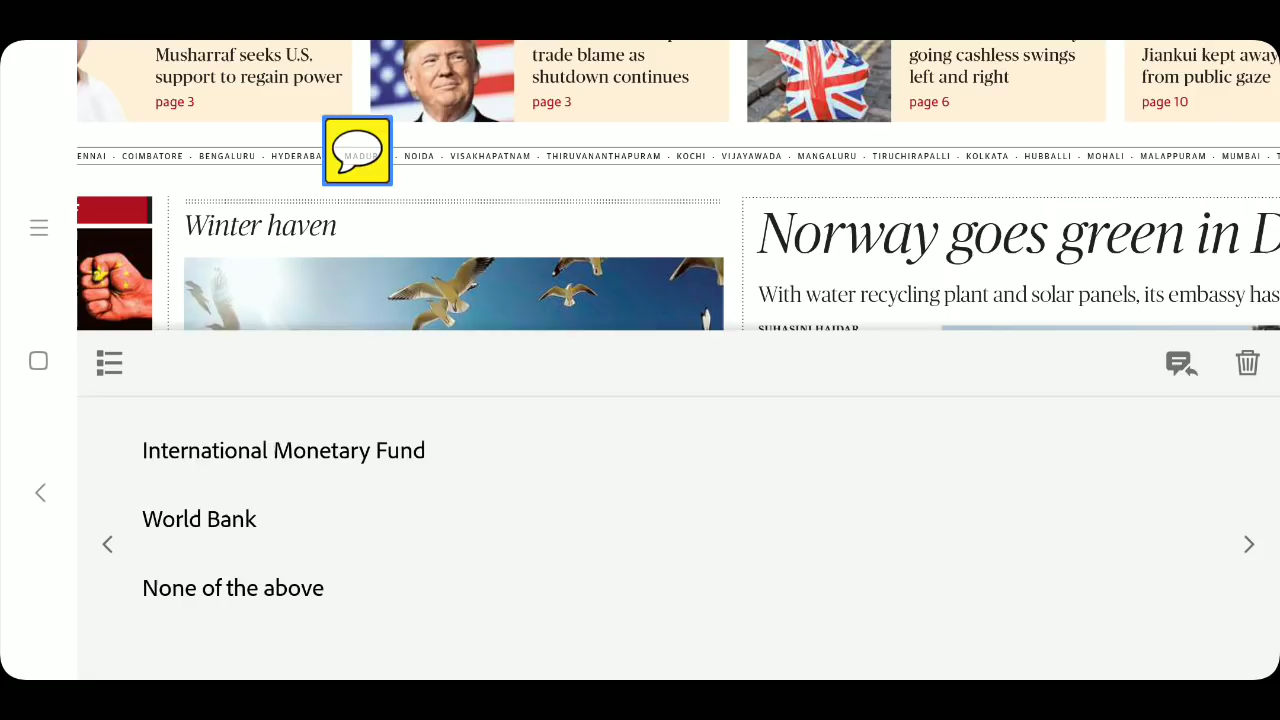 Musharraf seeks U.S.
support to regain power
page 3
trade blame as
shutdown continues
page 3
going cashless swings
left and right
page 6
Jiankui kept away
from public gaze
page 10
ENNAI · COIMBATORE · BENGALURU · HYDERABA MADUR · NOIDA · VISAKHAPATNAM · THIRUVANANTHAPURAM · KOCHI · VIJAYAWADA · MANGALURU · TIRUCHIRAPALLI · KOLKATA · HUBBALLI · MOHALI · MALAPPURAM · MUMBAI · T
Winter haven
Norway goes green in D
With water recycling plant and solar panels, its embassy has
SUHASINI HAIDAR
International Monetary Fund
World Bank
None of the above